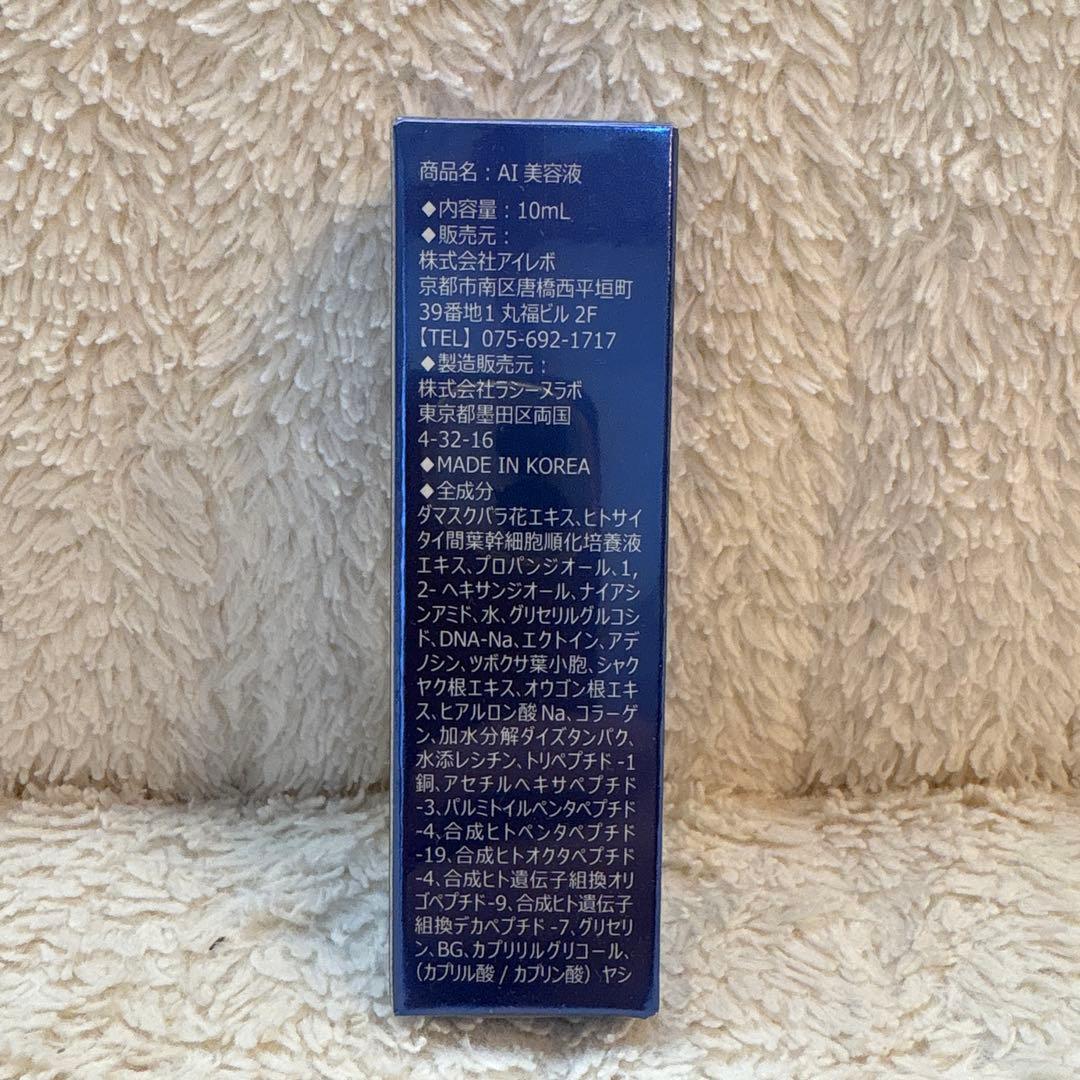 商品名：AI 美容液
◆内容量：10mL
◆販売元：
株式会社アイレボ
京都市南区唐橋西平垣町
39番地1 丸福ビル 2F
【TEL】075-692-1717
◆製造販売元：
株式会社ラシーヌラボ
東京都墨田区両国
4-32-16
◆MADE IN KOREA
◆全成分
ダマスクバラ花エキス、ヒトサイ
タイ間葉幹細胞順化培養液
エキス、プロパンジオール、1,
2- ヘキサンジオール、ナイアシ
ンアミド、水、グリセリルグルコシ
ド、DNA-Na、エクトイン、アデ
ノシン、ツボクサ葉小胞、シャク
ヤク根エキス、オウゴン根エキ
ス、ヒアルロン酸 Na、コラーゲ
ン、加水分解ダイズタンパク、
水添レシチン、トリペプチド -1
銅、アセチルヘキサペプチド
-3、パルミトイルペンタペプチド
-4、合成ヒトペンタペプチド
-19、合成ヒトオクタペプチド
-4、合成ヒト遺伝子組換オリ
ゴペプチド-9、合成ヒト遺伝子
組換デカペプチド -7、グリセリ
ン、BG、カプリリルグリコール、
（カプリル酸 / カプリン酸）ヤシ